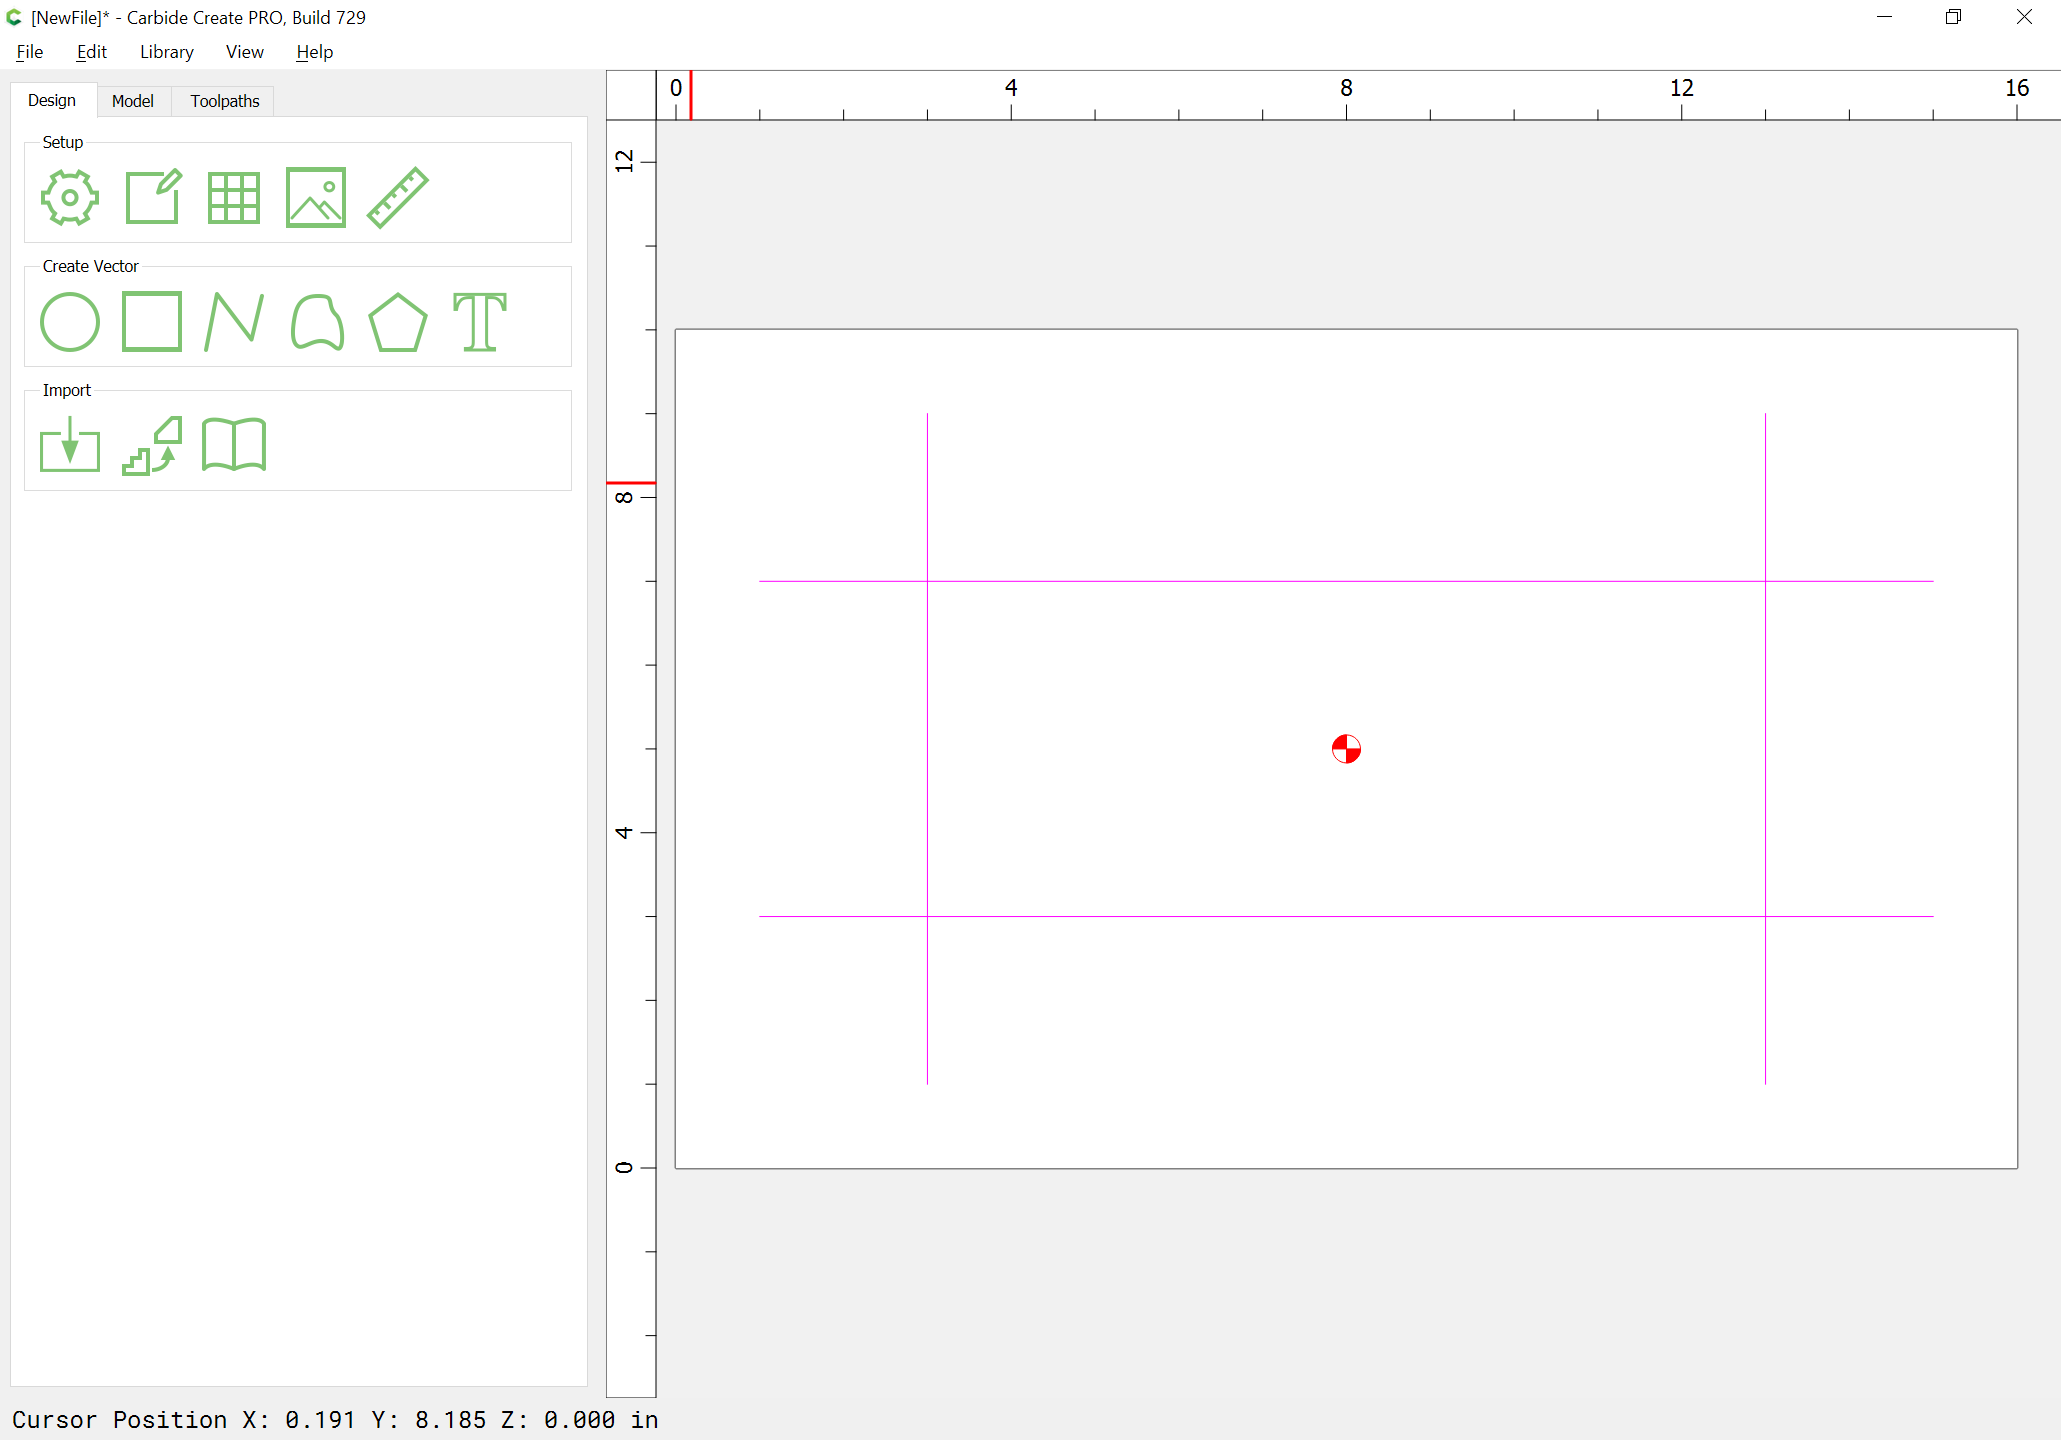 [NewFile]* - Carbide Create PRO, Build 729
File Edit Library View Help
Design Model Toolpaths
Setup
Create Vector
Import
0 4 8 12 16
12
8
4
0
Cursor Position X: 0.191 Y: 8.185 Z: 0.000 in